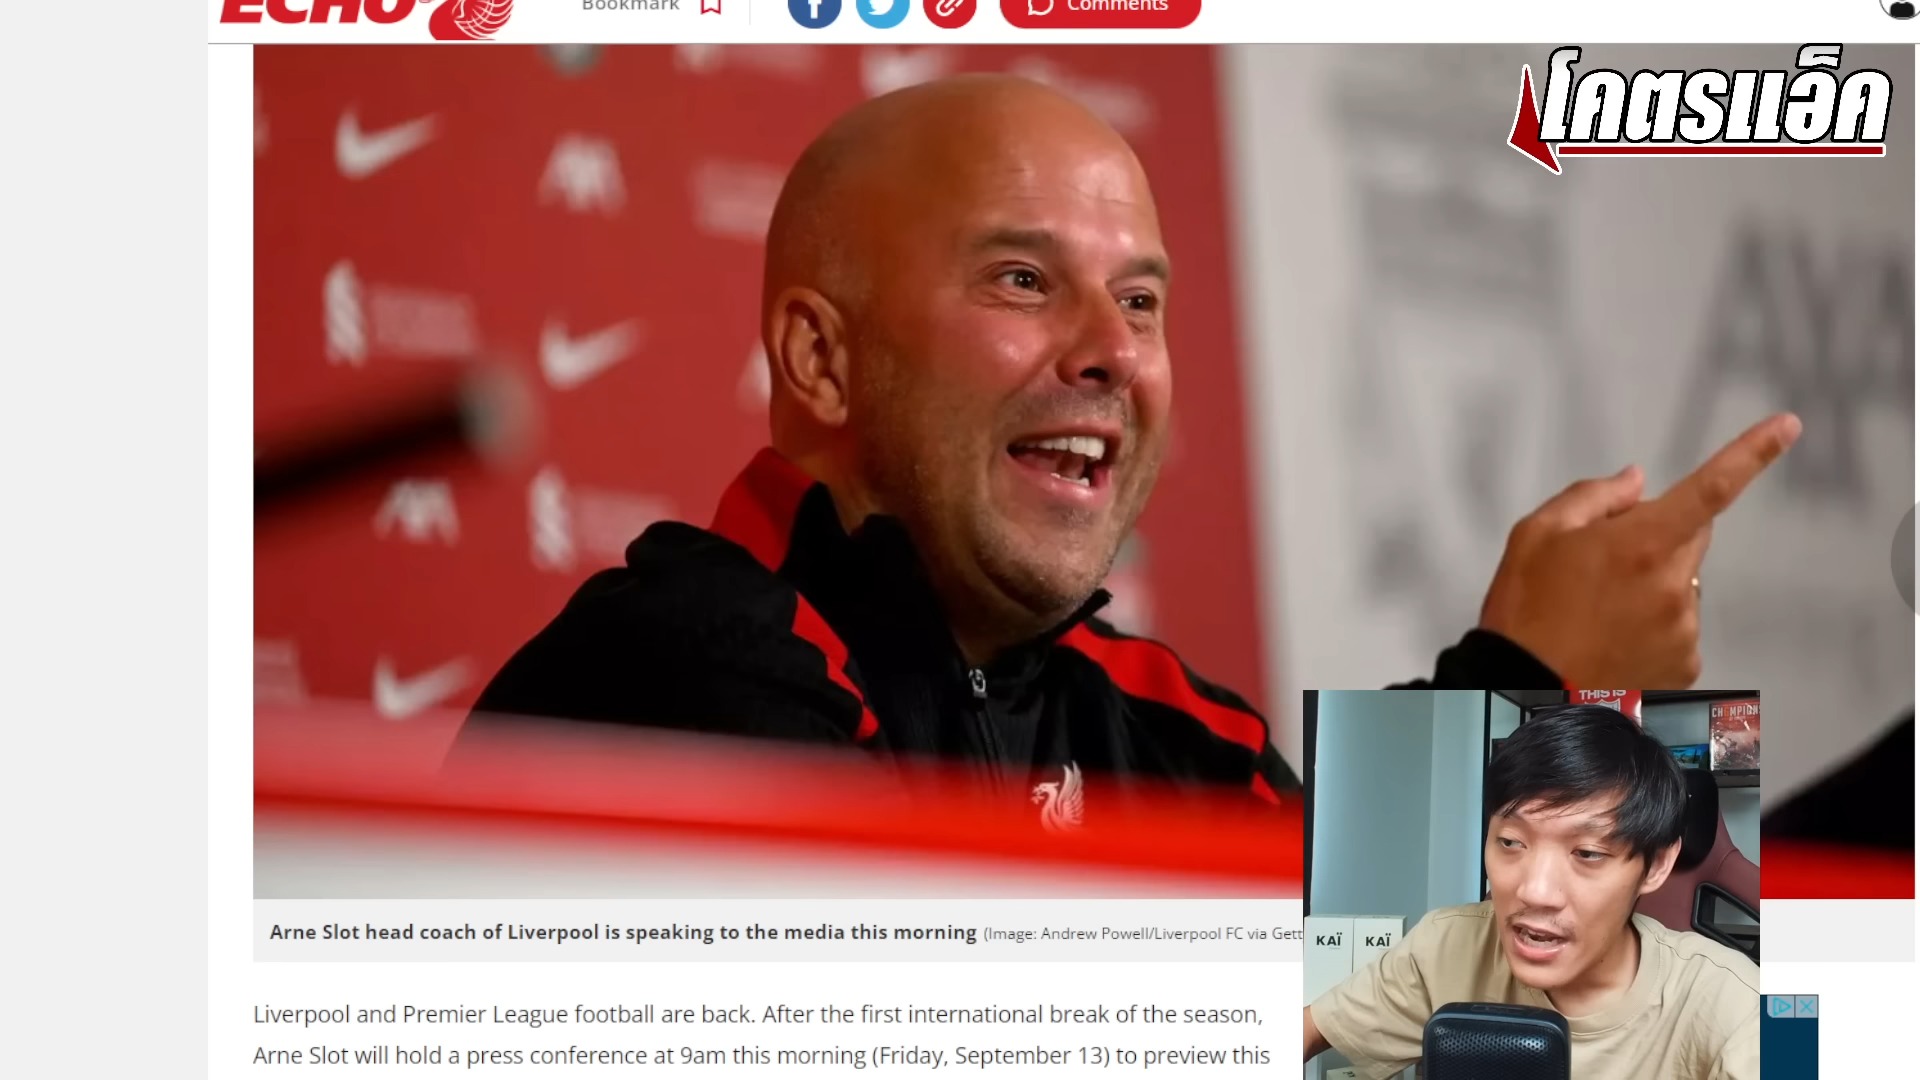 ECHO
Bookmark
Comments
โคตรแอ็ค
Arne Slot head coach of Liverpool is speaking to the media this morning (Image: Andrew Powell/Liverpool FC via Gett
THIS IS
CHAMPIONS
KAÏ KAÏ
Liverpool and Premier League football are back. After the first international break of the season,
Arne Slot will hold a press conference at 9am this morning (Friday, September 13) to preview this